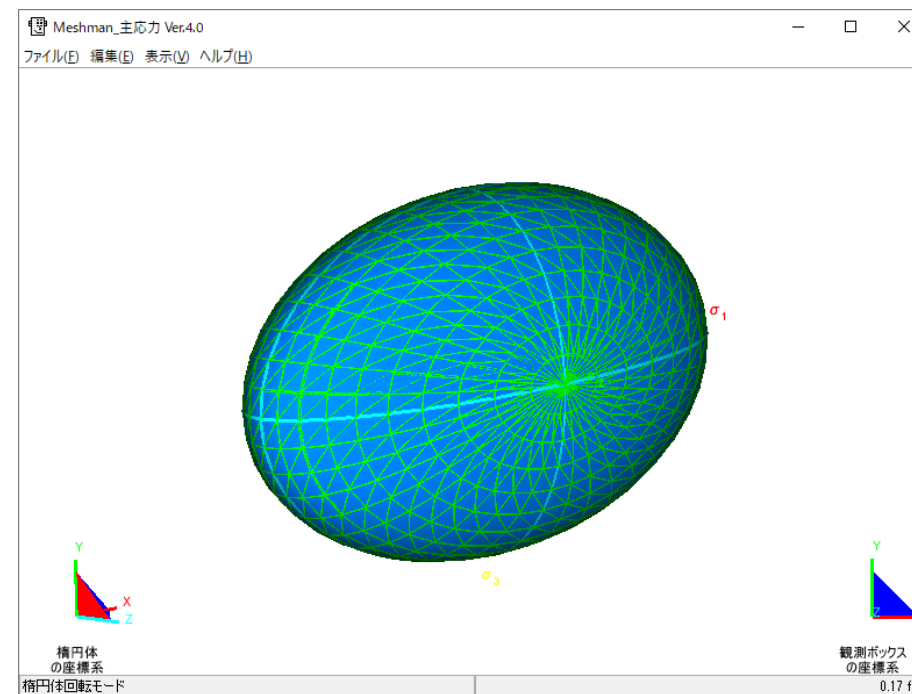 Meshman_主応力 Ver.4.0
ファイル(F) 編集(E) 表示(V) ヘルプ(H)
σ1
σ3
Y
X
Z
楕円体
の座標系
Y
Z
観測ボックス
の座標系
楕円体回転モード
0.17 f